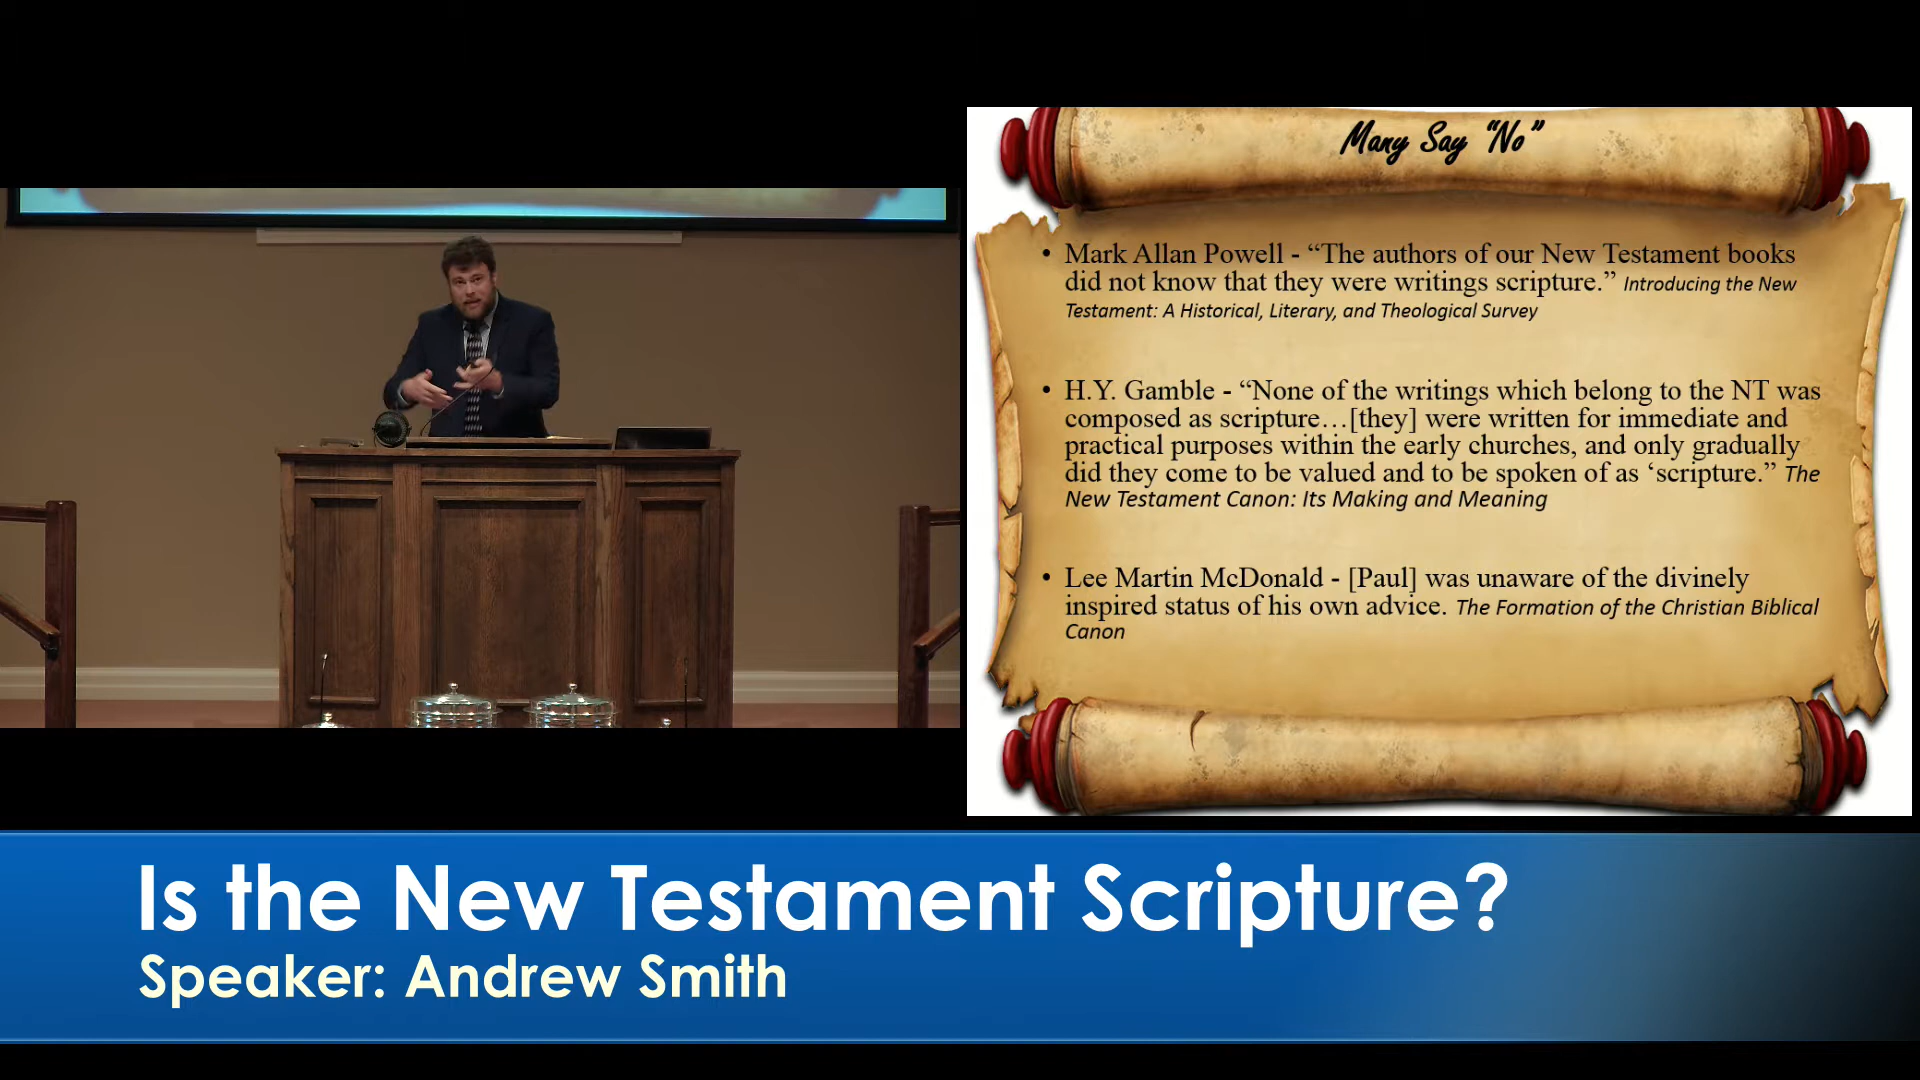 Many Say “No”
• Mark Allan Powell - “The authors of our New Testament books
did not know that they were writings scripture.” Introducing the New
Testament: A Historical, Literary, and Theological Survey
• H.Y. Gamble - “None of the writings which belong to the NT was
composed as scripture…[they] were written for immediate and
practical purposes within the early churches, and only gradually
did they come to be valued and to be spoken of as ‘scripture.” The
New Testament Canon: Its Making and Meaning
• Lee Martin McDonald - [Paul] was unaware of the divinely
inspired status of his own advice. The Formation of the Christian Biblical
Canon
Is the New Testament Scripture?
Speaker: Andrew Smith